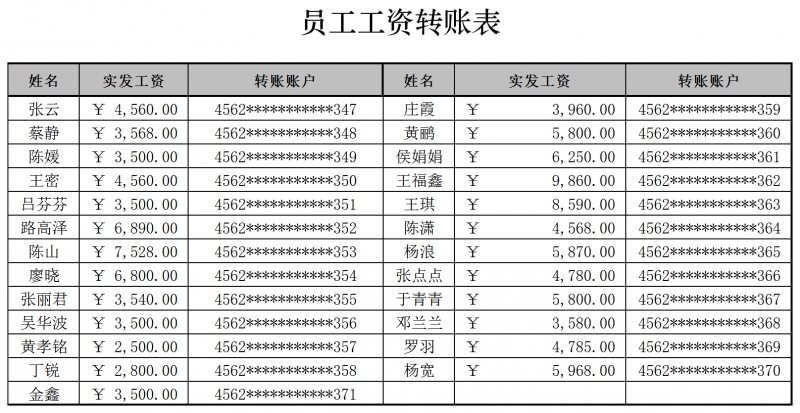 员工工资转账表
姓名 实发工资 转账账户 姓名 实发工资 转账账户
张云 ¥ 4,560.00 4562***********347 庄霞 ¥ 3,960.00 4562***********359
蔡静 ¥ 3,568.00 4562***********348 黄鹂 ¥ 5,800.00 4562***********360
陈媛 ¥ 3,500.00 4562***********349 侯娟娟 ¥ 6,250.00 4562***********361
王密 ¥ 4,560.00 4562***********350 王福鑫 ¥ 9,860.00 4562***********362
吕芬芬 ¥ 3,500.00 4562***********351 王琪 ¥ 8,590.00 4562***********363
路高泽 ¥ 6,890.00 4562***********352 陈潇 ¥ 4,568.00 4562***********364
陈山 ¥ 7,528.00 4562***********353 杨浪 ¥ 5,870.00 4562***********365
廖晓 ¥ 6,800.00 4562***********354 张点点 ¥ 4,780.00 4562***********366
张丽君 ¥ 3,540.00 4562***********355 于青青 ¥ 5,800.00 4562***********367
吴华波 ¥ 3,500.00 4562***********356 邓兰兰 ¥ 3,580.00 4562***********368
黄孝铭 ¥ 2,500.00 4562***********357 罗羽 ¥ 4,785.00 4562***********369
丁锐 ¥ 2,800.00 4562***********358 杨宽 ¥ 5,968.00 4562***********370
金鑫 ¥ 3,500.00 4562***********371